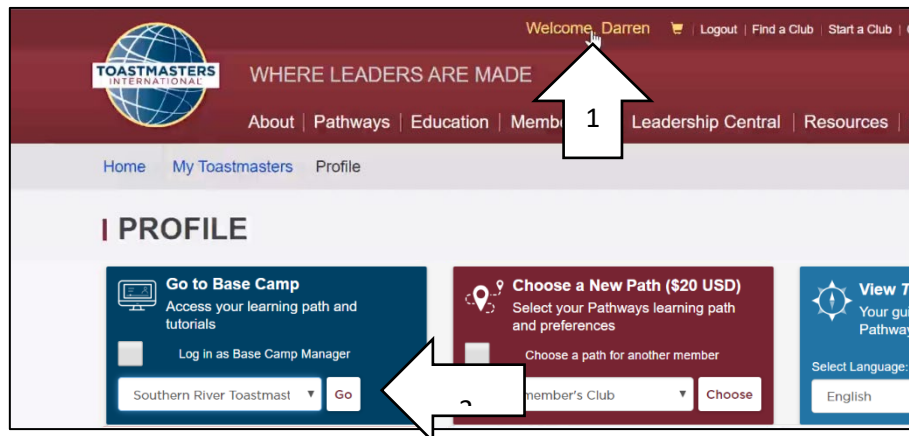 Welcome, Darren | Logout | Find a Club | Start a Club |
TOASTMASTERS
INTERNATIONAL
WHERE LEADERS ARE MADE
1
About | Pathways | Education | Leadership Central | Resources |
Home My Toastmasters Profile
PROFILE
Go to Base Camp
Access your learning path and
tutorials
Log in as Base Camp Manager
Southern River Toastmast
Go
Choose a New Path ($20 USD)
Select your Pathways learning path
and preferences
Choose a path for another member
member's Club
Choose
View
Your
Select Language:
English